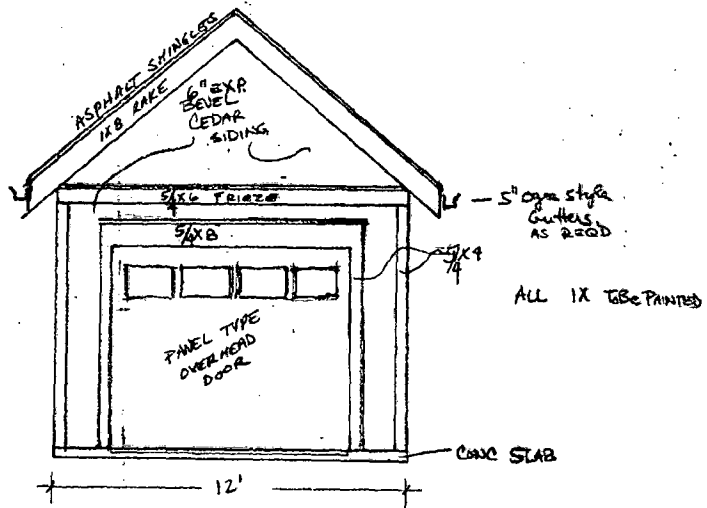 ASPHALT SHINGLES
1X8 RAKE
6" EXP.
BEVEL
CEDAR
SIDING
5/4X6 FRIEZE
5/4X8
5" ogee style
Gutters
AS REQD
5/4X4
ALL 1X To Be PAINTED
PANEL TYPE
OVERHEAD
DOOR
CONC SLAB
12'